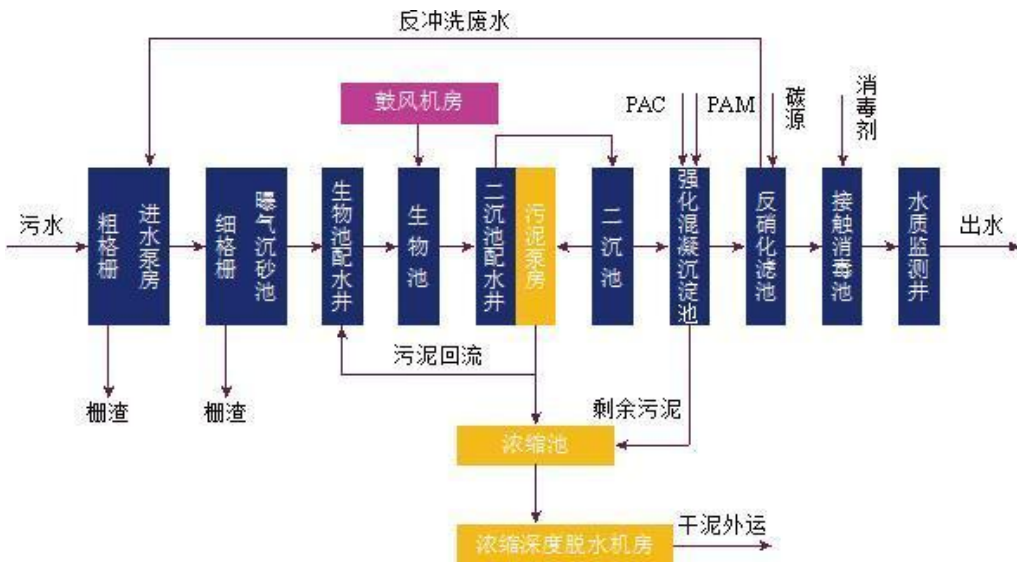 反冲洗废水
鼓风机房
PAC
PAM
碳源
消毒剂
污水
粗格栅
进水泵房
细格栅
曝气沉砂池
生物池配水井
生物池
二沉池配水井
污泥泵房
二沉池
强化混凝沉淀池
反硝化滤池
接触消毒池
水质监测井
出水
污泥回流
栅渣
栅渣
剩余污泥
浓缩池
浓缩深度脱水机房
干泥外运